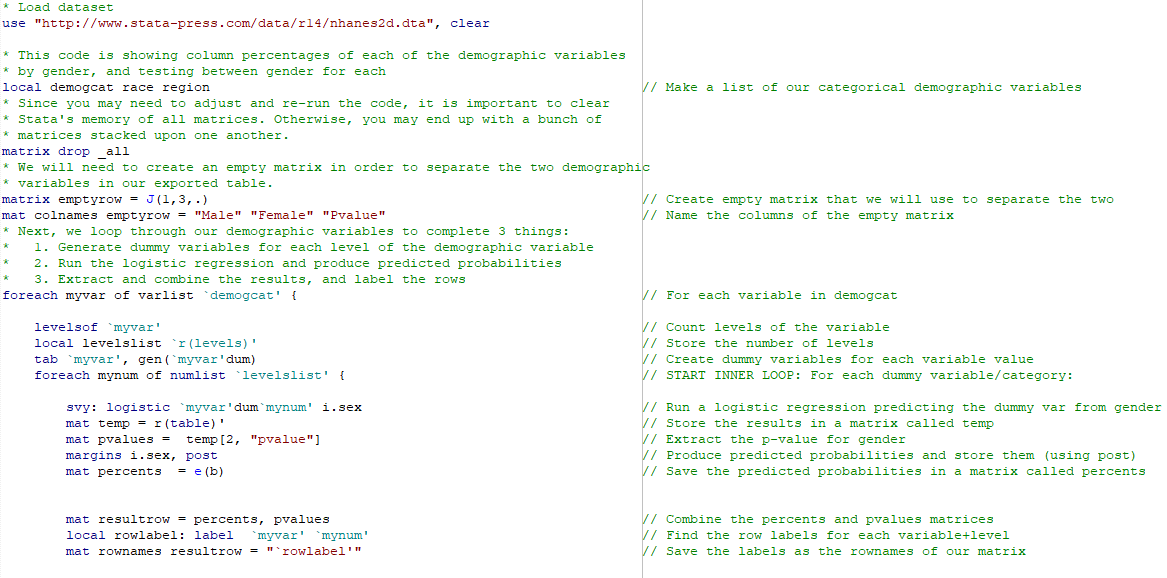 * Load dataset
use "http://www.stata-press.com/data/r14/nhanes2d.dta", clear
* This code is showing column percentages of each of the demographic variables
* by gender, and testing between gender for each
local demogcat race region // Make a list of our categorical demographic variables
* Since you may need to adjust and re-run the code, it is important to clear
* Stata's memory of all matrices. Otherwise, you may end up with a bunch of
* matrices stacked upon one another.
matrix drop _all
* We will need to create an empty matrix in order to separate the two demographic
* variables in our exported table.
matrix emptyrow = J(1,3,.) // Create empty matrix that we will use to separate the two
mat colnames emptyrow = "Male" "Female" "Pvalue" // Name the columns of the empty matrix
* Next, we loop through our demographic variables to complete 3 things:
*   1. Generate dummy variables for each level of the demographic variable
*   2. Run the logistic regression and produce predicted probabilities
*   3. Extract and combine the results, and label the rows
foreach myvar of varlist `demogcat' { // For each variable in demogcat
    levelsof `myvar' // Count levels of the variable
    local levelslist `r(levels)' // Store the number of levels
    tab `myvar', gen(`myvar'dum) // Create dummy variables for each variable value
    foreach mynum of numlist `levelslist' { // START INNER LOOP: For each dummy variable/category:
        svy: logistic `myvar'dum`mynum' i.sex // Run a logistic regression predicting the dummy var from gender
        mat temp = r(table)' // Store the results in a matrix called temp
        mat pvalues =  temp[2, "pvalue"] // Extract the p-value for gender
        margins i.sex, post // Produce predicted probabilities and store them (using post)
        mat percents  = e(b) // Save the predicted probabilities in a matrix called percents
        mat resultrow = percents, pvalues // Combine the percents and pvalues matrices
        local rowlabel: label  `myvar' `mynum' // Find the row labels for each variable+level
        mat rownames resultrow = "`rowlabel'" // Save the labels as the rownames of our matrix